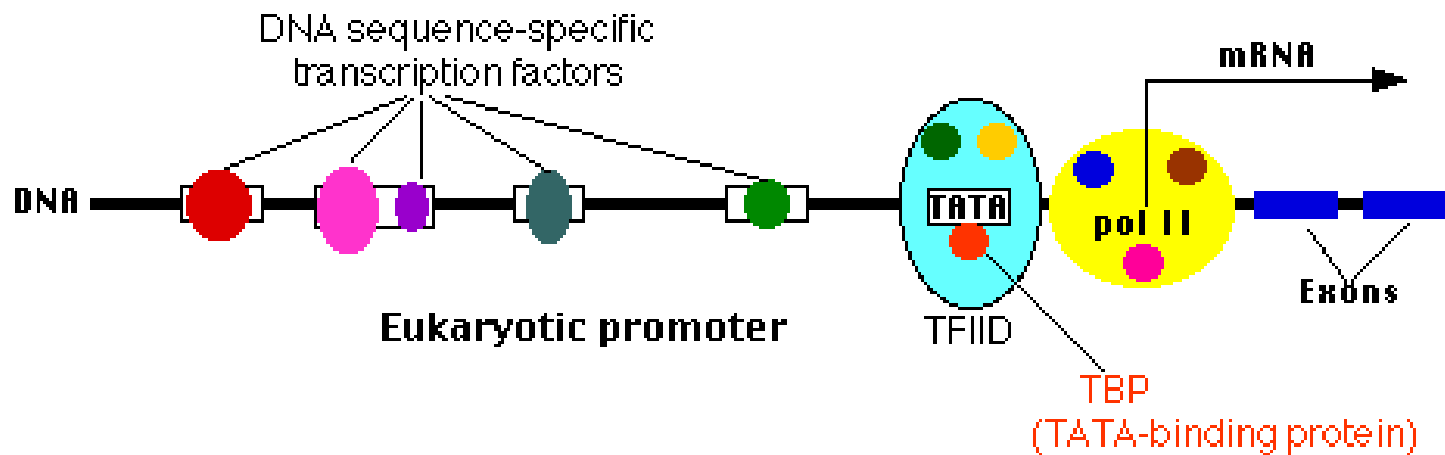 DNA sequence-specific
transcription factors
mRNA
DNA
TATA
pol II
Exons
Eukaryotic promoter
TFIID
TBP
(TATA-binding protein)